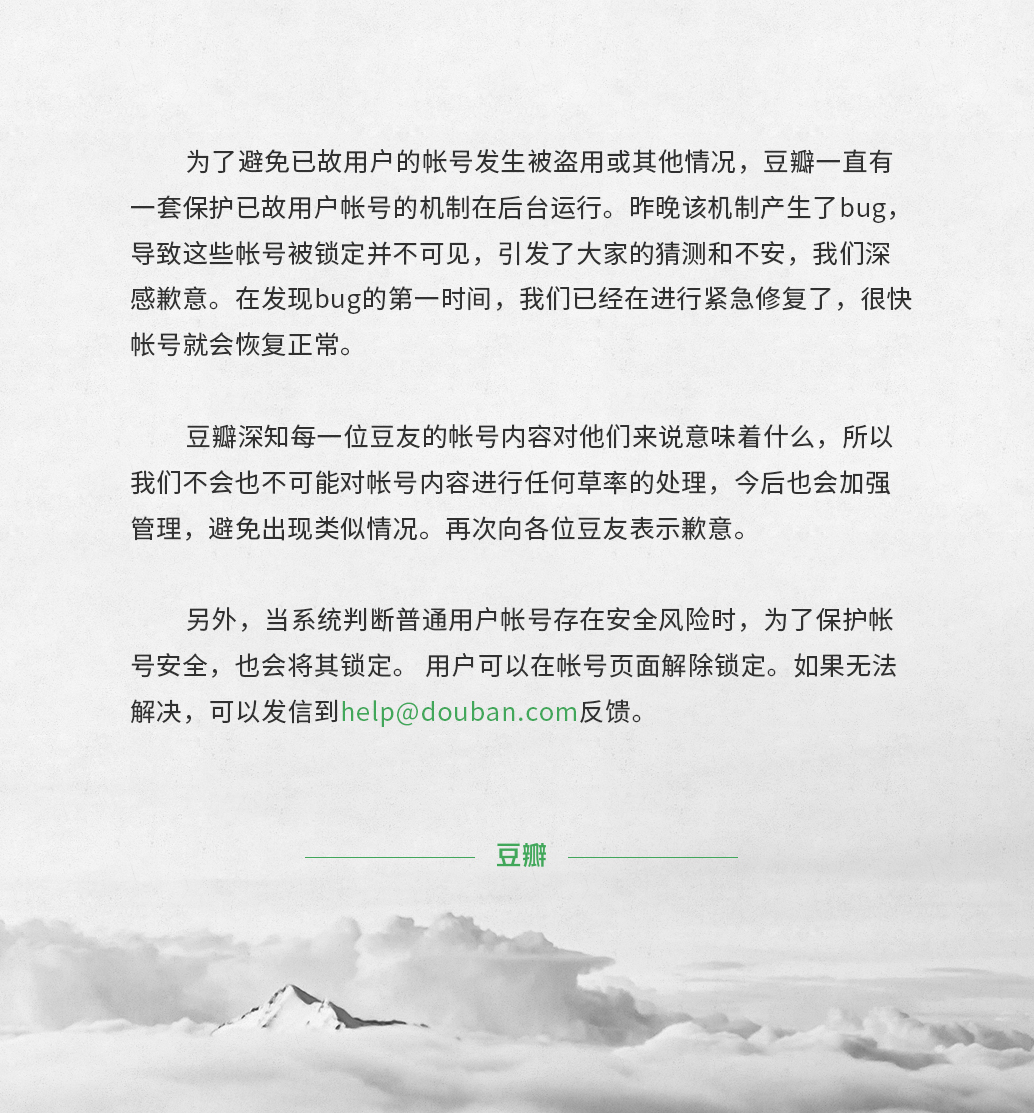 为了避免已故用户的帐号发生被盗用或其他情况，豆瓣一直有
一套保护已故用户帐号的机制在后台运行。昨晚该机制产生了bug，
导致这些帐号被锁定并不可见，引发了大家的猜测和不安，我们深
感歉意。在发现bug的第一时间，我们已经在进行紧急修复了，很快
帐号就会恢复正常。
豆瓣深知每一位豆友的帐号内容对他们来说意味着什么，所以
我们不会也不可能对帐号内容进行任何草率的处理，今后也会加强
管理，避免出现类似情况。再次向各位豆友表示歉意。
另外，当系统判断普通用户帐号存在安全风险时，为了保护帐
号安全，也会将其锁定。 用户可以在帐号页面解除锁定。如果无法
解决，可以发信到help@douban.com反馈。
豆瓣